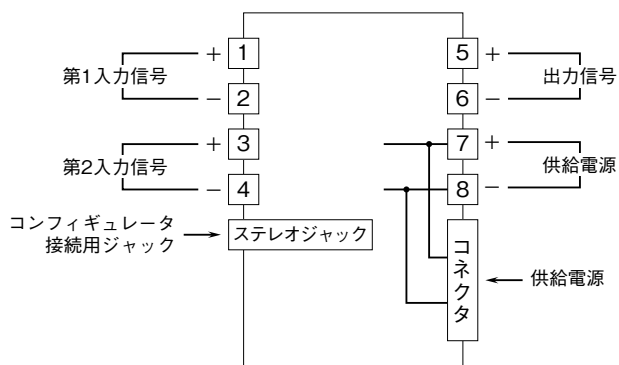 + 1
第1入力信号
− 2
+ 3
第2入力信号
− 4
コンフィギュレータ
接続用ジャック
ステレオジャック
5 +
出力信号
6 −
7 +
供給電源
8 −
コネクタ
供給電源